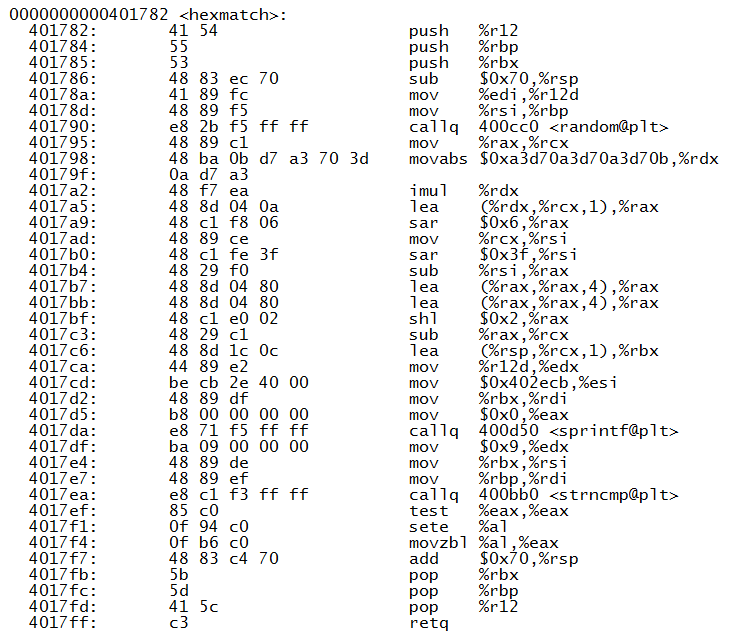 0000000000401782 <hexmatch>:
401782: 41 54 push %r12
401784: 55 push %rbp
401785: 53 push %rbx
401786: 48 83 ec 70 sub $0x70,%rsp
40178a: 41 89 fc mov %edi,%r12d
40178d: 48 89 f5 mov %rsi,%rbp
401790: e8 2b f5 ff ff callq 400cc0 <random@plt>
401795: 48 89 c1 mov %rax,%rcx
401798: 48 ba 0b d7 a3 70 3d movabs $0xa3d70a3d70a3d70b,%rdx
40179f: 0a d7 a3
4017a2: 48 f7 ea imul %rdx
4017a5: 48 8d 04 0a lea (%rdx,%rcx,1),%rax
4017a9: 48 c1 f8 06 sar $0x6,%rax
4017ad: 48 89 ce mov %rcx,%rsi
4017b0: 48 c1 fe 3f sar $0x3f,%rsi
4017b4: 48 29 f0 sub %rsi,%rax
4017b7: 48 8d 04 80 lea (%rax,%rax,4),%rax
4017bb: 48 8d 04 80 lea (%rax,%rax,4),%rax
4017bf: 48 c1 e0 02 shl $0x2,%rax
4017c3: 48 29 c1 sub %rax,%rcx
4017c6: 48 8d 1c 0c lea (%rsp,%rcx,1),%rbx
4017ca: 44 89 e2 mov %r12d,%edx
4017cd: be cb 2e 40 00 mov $0x402ecb,%esi
4017d2: 48 89 df mov %rbx,%rdi
4017d5: b8 00 00 00 00 mov $0x0,%eax
4017da: e8 71 f5 ff ff callq 400d50 <sprintf@plt>
4017df: ba 09 00 00 00 mov $0x9,%edx
4017e4: 48 89 de mov %rbx,%rsi
4017e7: 48 89 ef mov %rbp,%rdi
4017ea: e8 c1 f3 ff ff callq 400bb0 <strncmp@plt>
4017ef: 85 c0 test %eax,%eax
4017f1: 0f 94 c0 sete %al
4017f4: 0f b6 c0 movzbl %al,%eax
4017f7: 48 83 c4 70 add $0x70,%rsp
4017fb: 5b pop %rbx
4017fc: 5d pop %rbp
4017fd: 41 5c pop %r12
4017ff: c3 retq